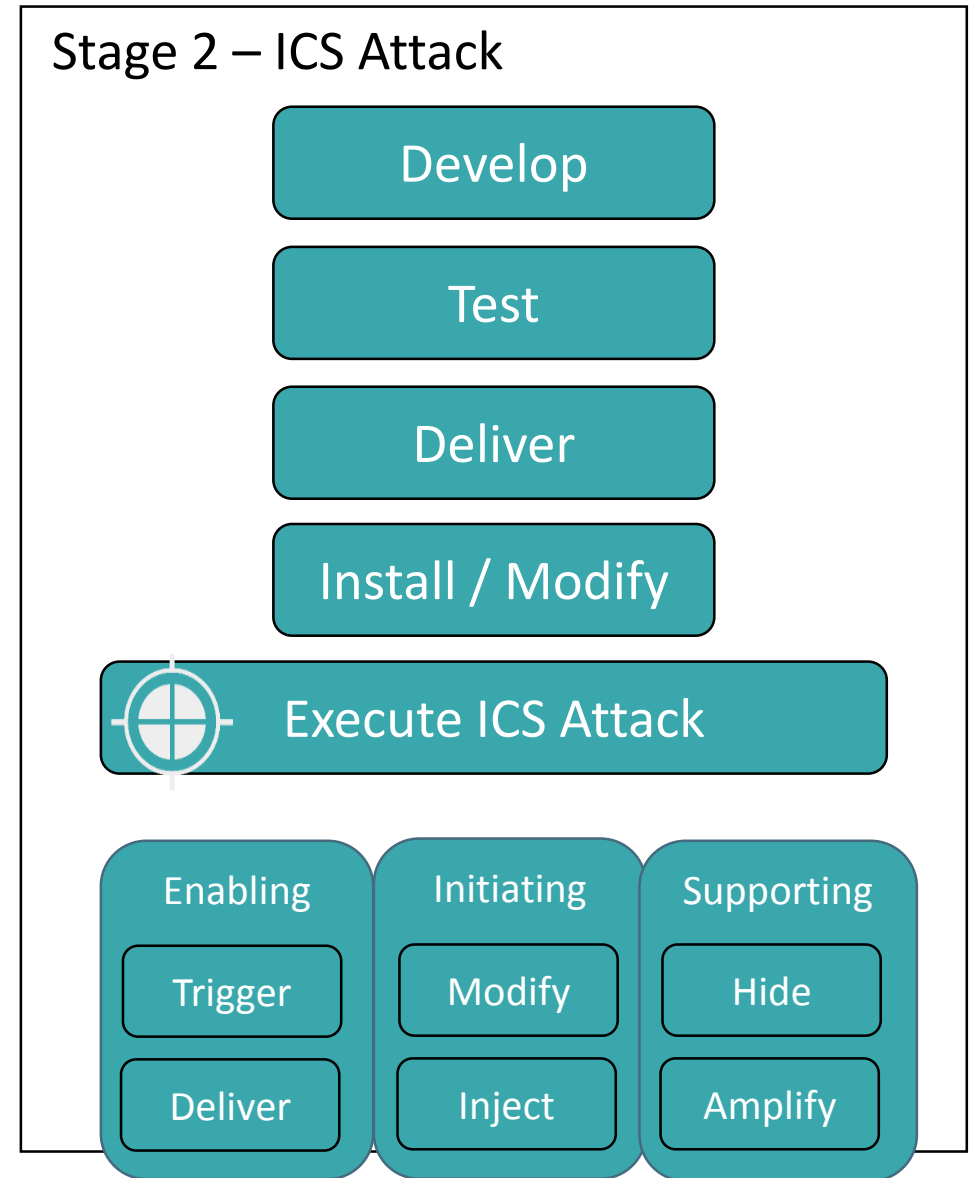 Stage 2 – ICS Attack
Develop
Test
Deliver
Install / Modify
Execute ICS Attack
Enabling
Trigger
Deliver
Initiating
Modify
Inject
Supporting
Hide
Amplify